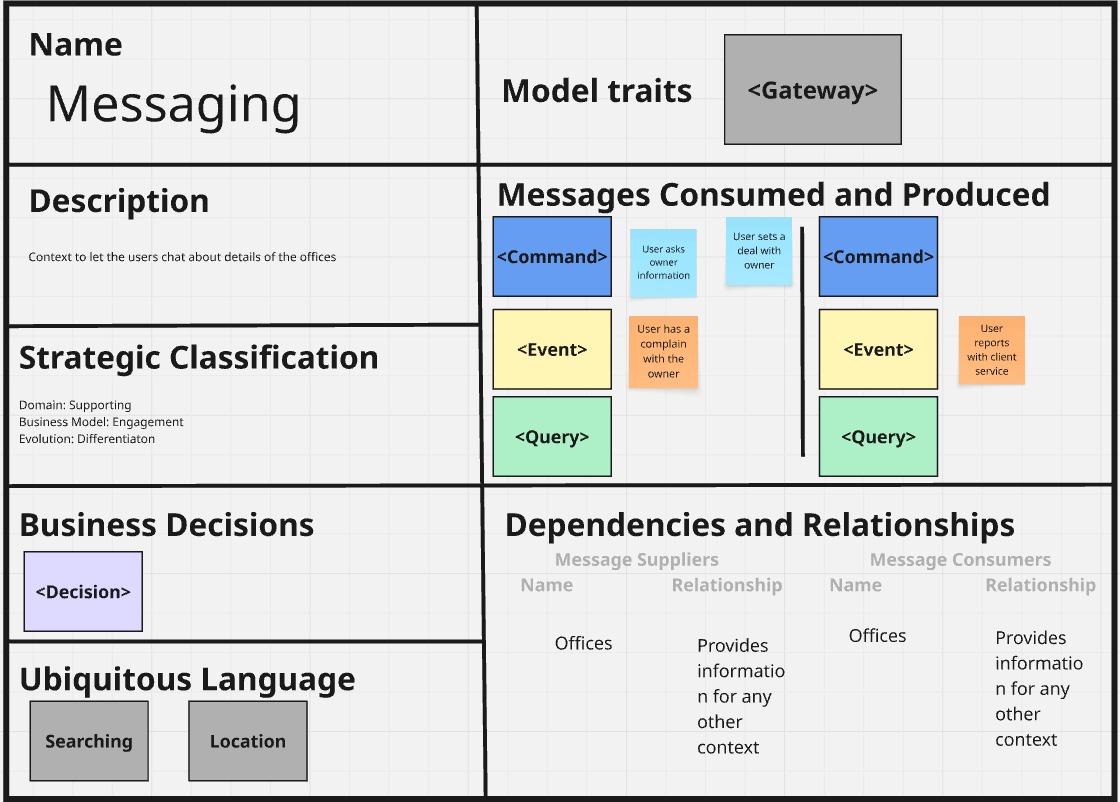 Name
Messaging
Model traits
<Gateway>
Description
Context to let the users chat about details of the offices
Strategic Classification
Domain: Supporting
Business Model: Engagement
Evolution: Differentiaton
Messages Consumed and Produced
<Command>
User asks
owner
information
User sets a
deal with
owner
<Command>
<Event>
User has a
complain
with the
owner
<Event>
User
reports
with client
service
<Query>
<Query>
Business Decisions
<Decision>
Ubiquitous Language
Searching
Location
Dependencies and Relationships
Message Suppliers
Message Consumers
Name
Relationship
Name
Relationship
Offices
Provides
informatio
n for any
other
context
Offices
Provides
informatio
n for any
other
context